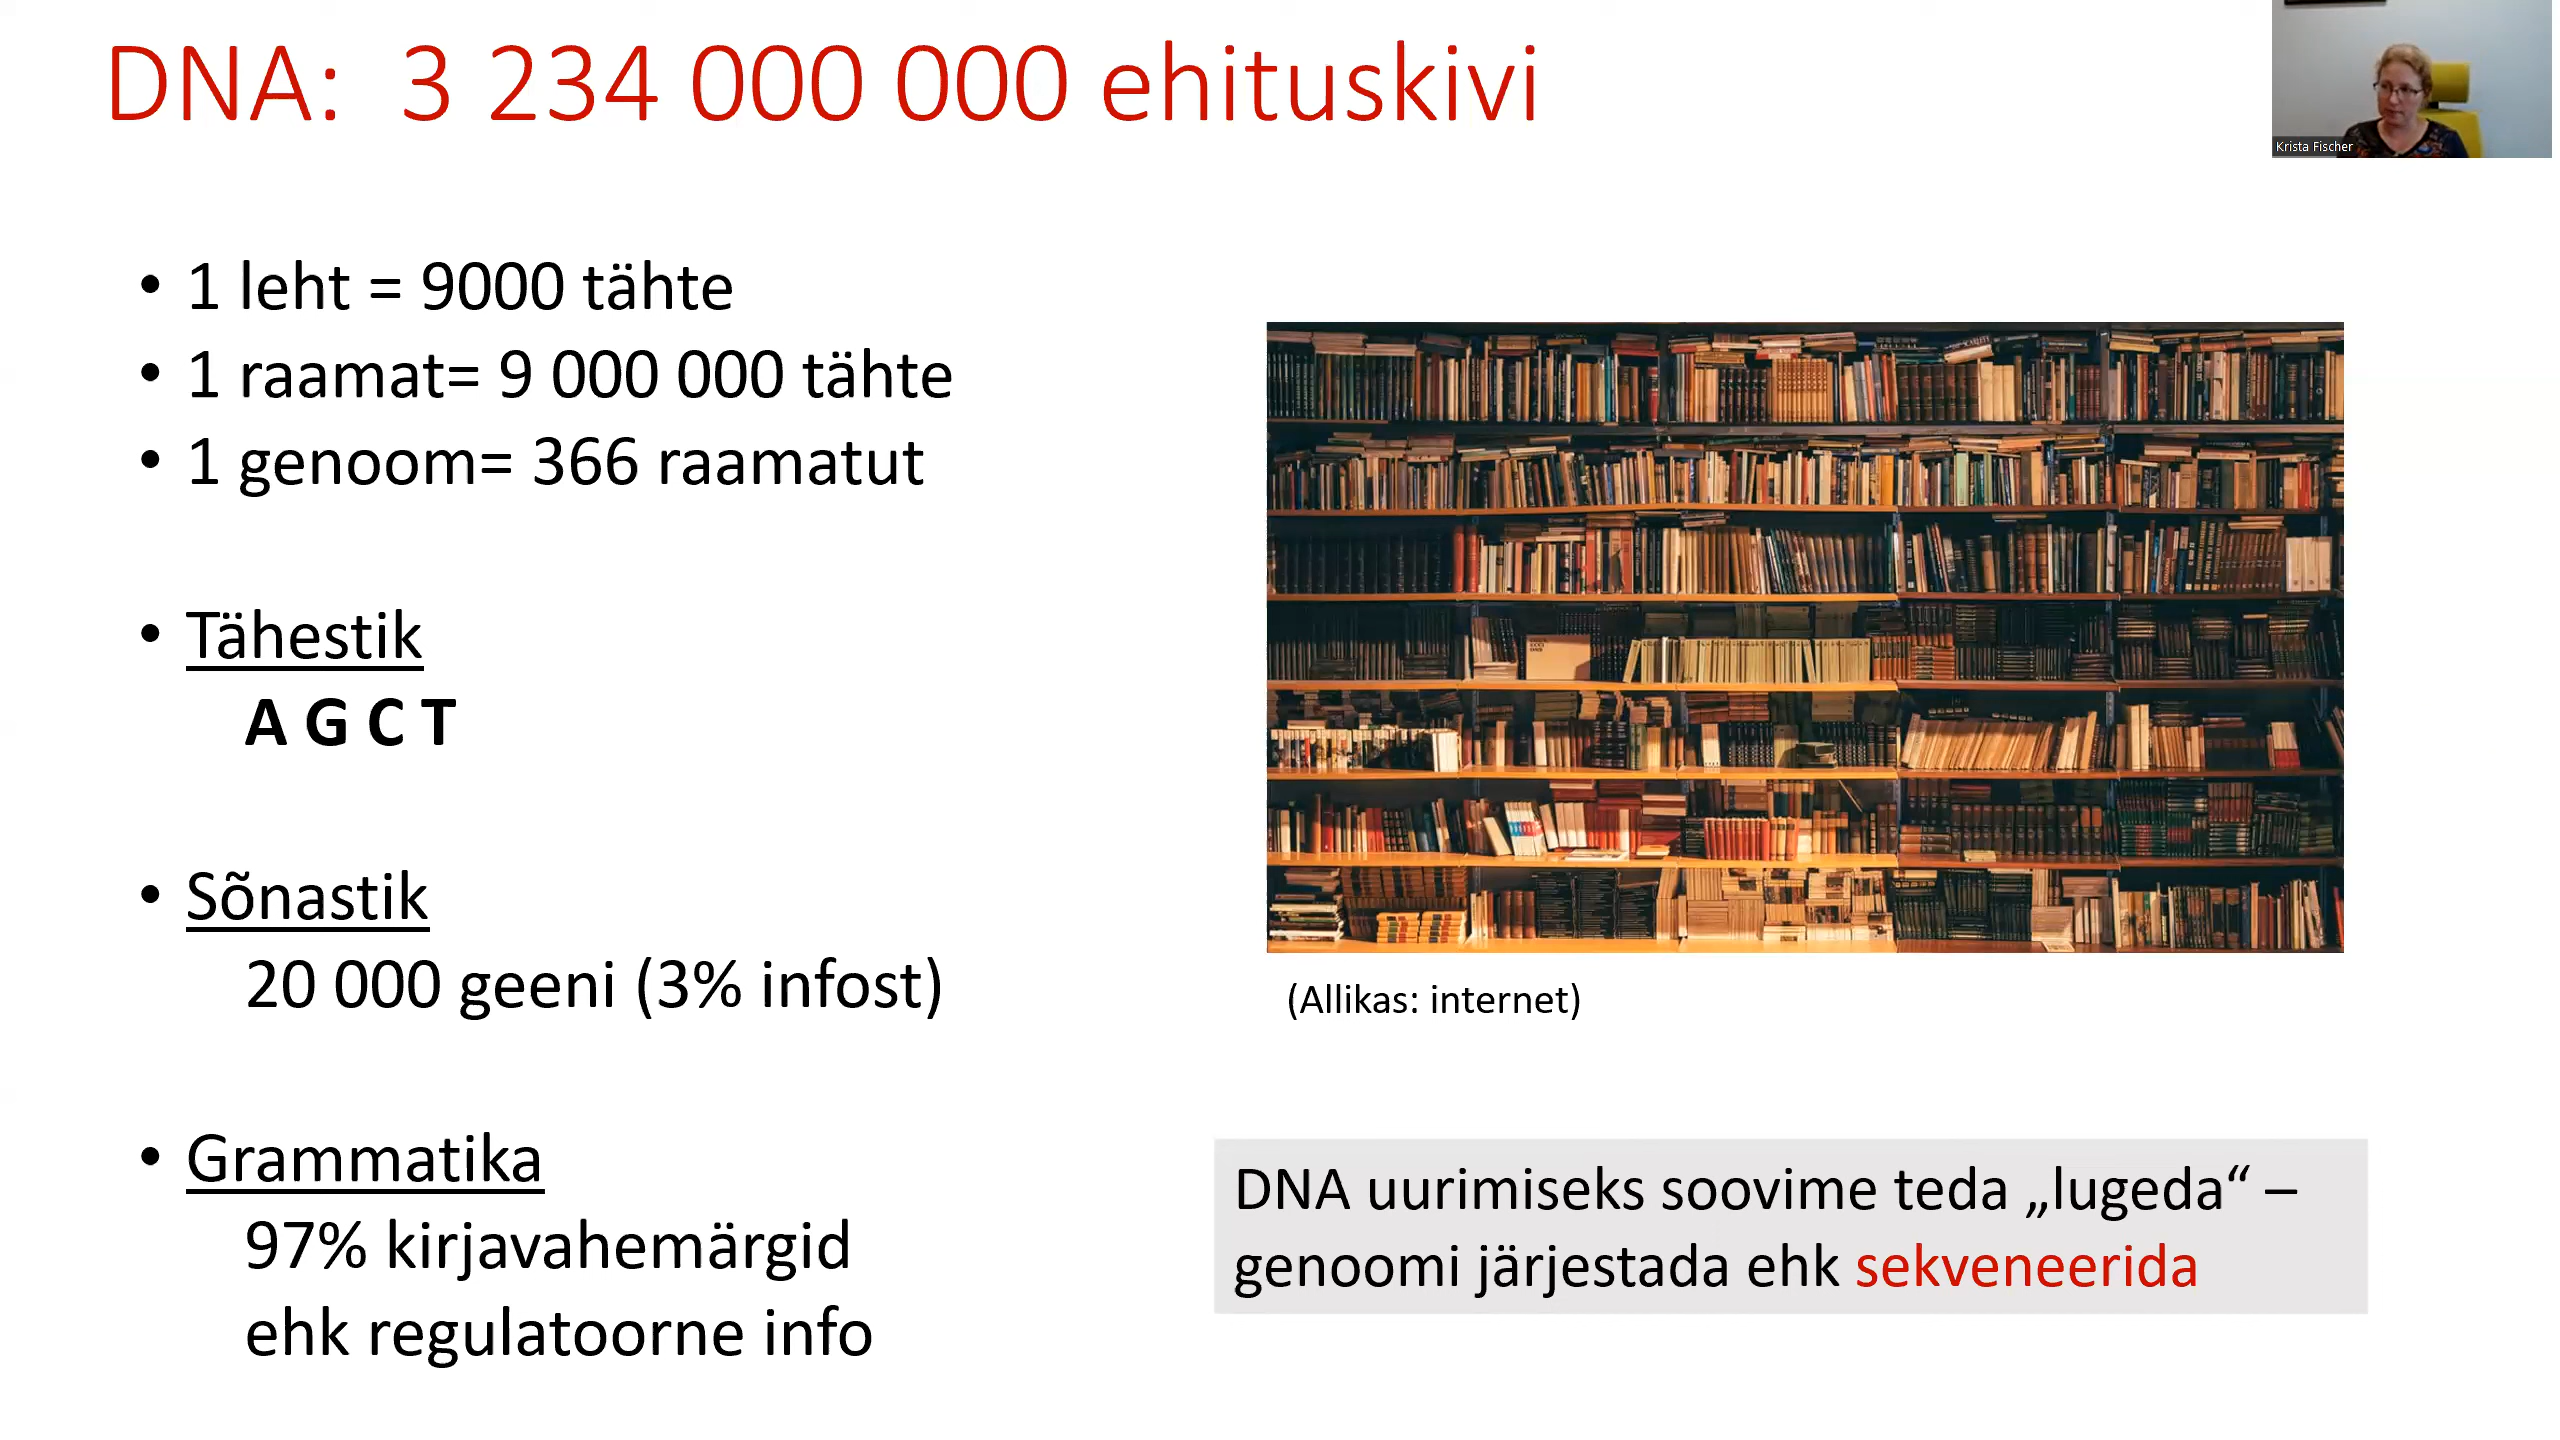 DNA: 3 234 000 000 ehituskivi
Krista Fischer
• 1 leht = 9000 tähte
• 1 raamat= 9 000 000 tähte
• 1 genoom= 366 raamatut
• Tähestik
A G C T
• Sõnastik
20 000 geeni (3% infost)
• Grammatika
97% kirjavahemärgid
ehk regulatoorne info
(Allikas: internet)
DNA uurimiseks soovime teda „lugeda“ –
genoomi järjestada ehk sekveneerida